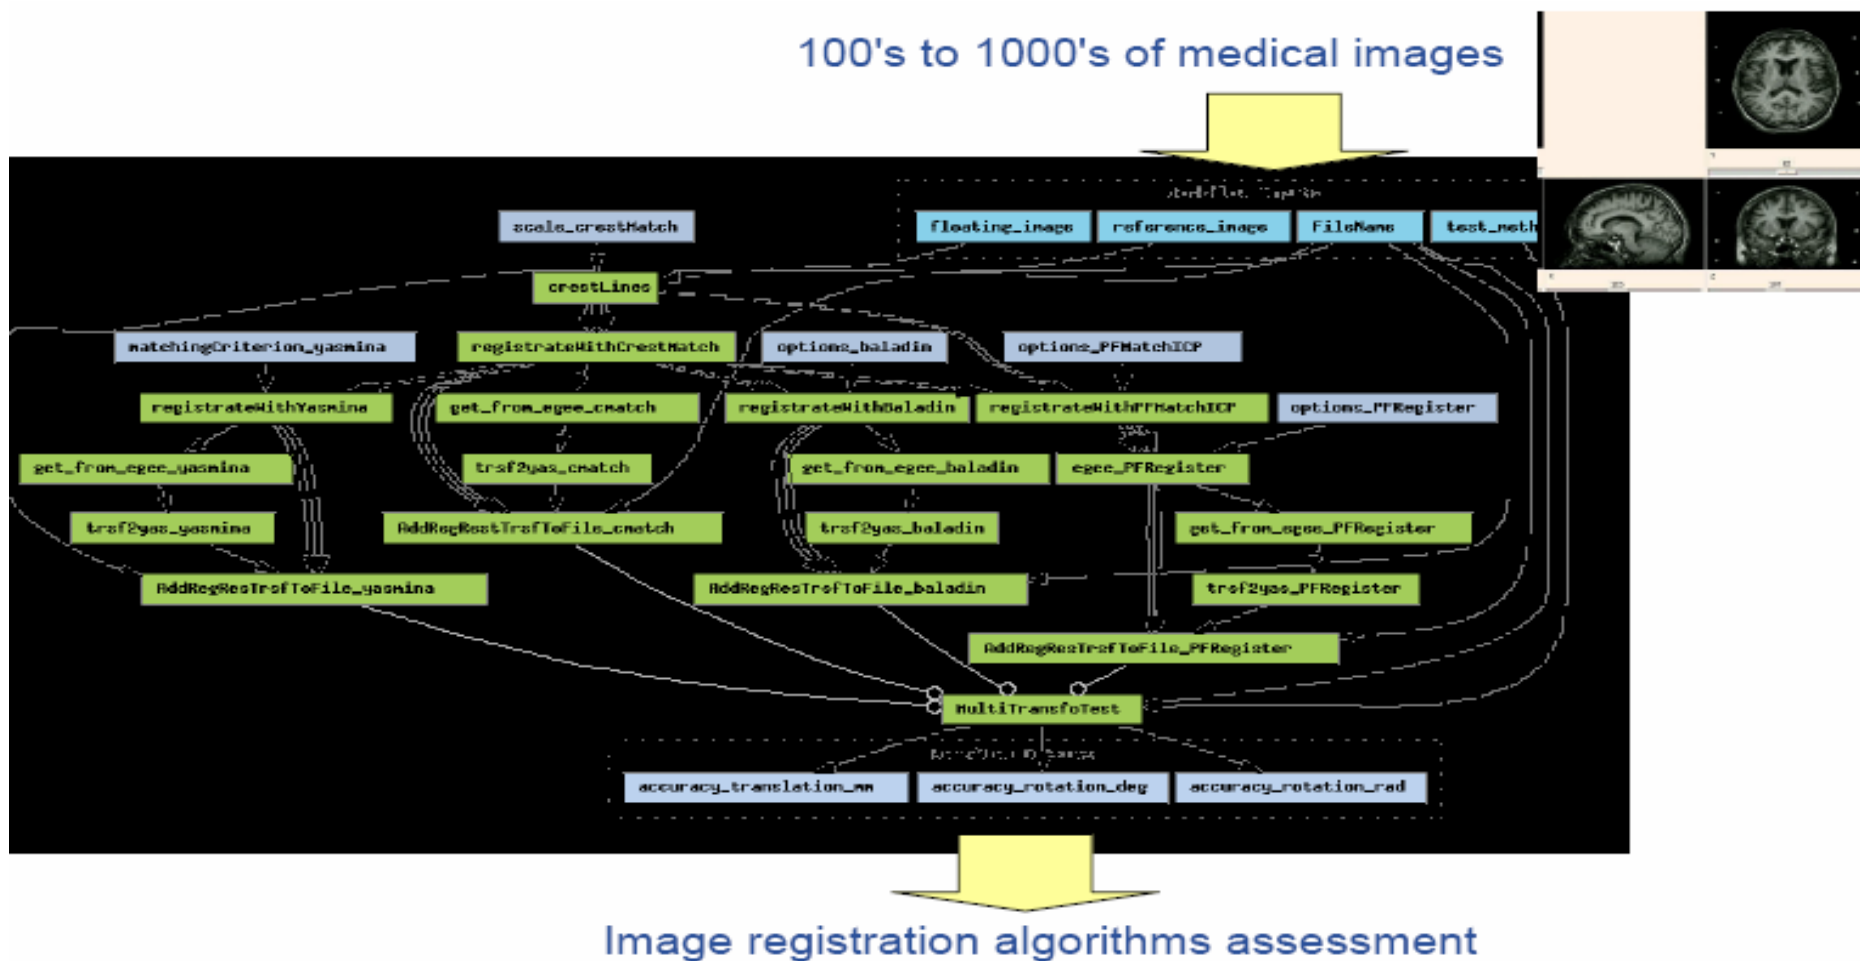 100's to 1000's of medical images
scale_crestMatch
floating_image
reference_image
FileName
test_meth
crestLines
matchingCriterion_yasmina
registrateWithCrestMatch
options_baladin
options_PFMatchICP
registrateWithYasmina
get_from_egee_cmatch
registrateWithBaladin
registrateWithPFMatchICP
options_PFRegister
get_from_egee_yasmina
trsf2yas_cmatch
get_from_egee_baladin
egee_PFRegister
trsf2yas_yasmina
AddRegRestTrsfToFile_cmatch
trsf2yas_baladin
get_from_egee_PFRegister
AddRegResTrsfToFile_yasmina
AddRegResTrsfToFile_baladin
trsf2yas_PFRegister
AddRegResTrsfToFile_PFRegister
MultiTransfoTest
accuracy_translation_mm
accuracy_rotation_deg
accuracy_rotation_rad
Image registration algorithms assessment